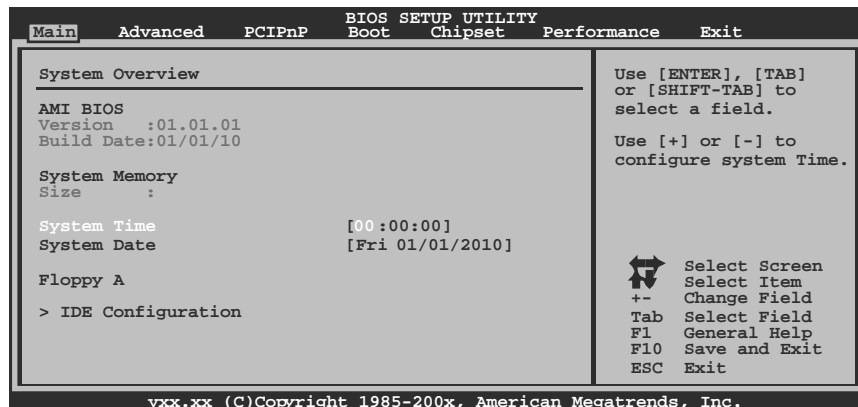 BIOS SETUP UTILITY
Main Advanced PCIPnP Boot Chipset Performance Exit
System Overview
AMI BIOS
Version :01.01.01
Build Date:01/01/10
System Memory
Size :
System Time [00:00:00]
System Date [Fri 01/01/2010]
Floppy A
> IDE Configuration
Use [ENTER], [TAB]
or [SHIFT-TAB] to
select a field.
Use [+] or [-] to
configure system Time.
Select Screen
Select Item
+- Change Field
Tab Select Field
F1 General Help
F10 Save and Exit
ESC Exit
vxx.xx (C)Copyright 1985-200x, American Megatrends, Inc.